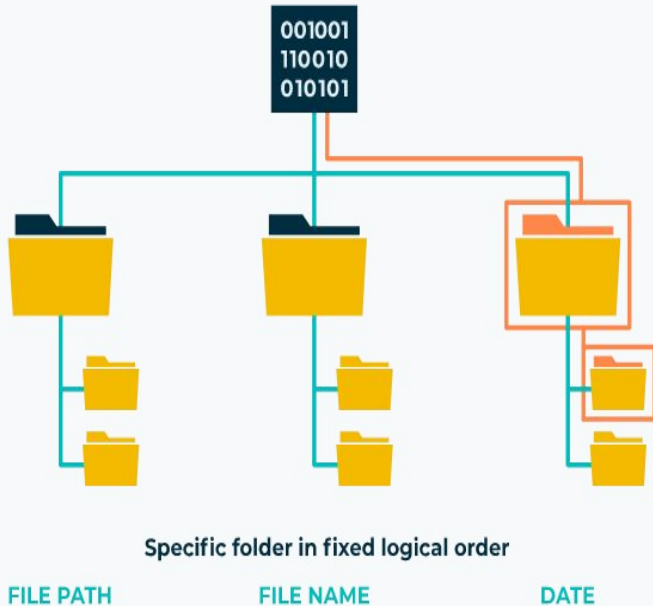 001001
110010
010101
Specific folder in fixed logical order
FILE PATH
FILE NAME
DATE